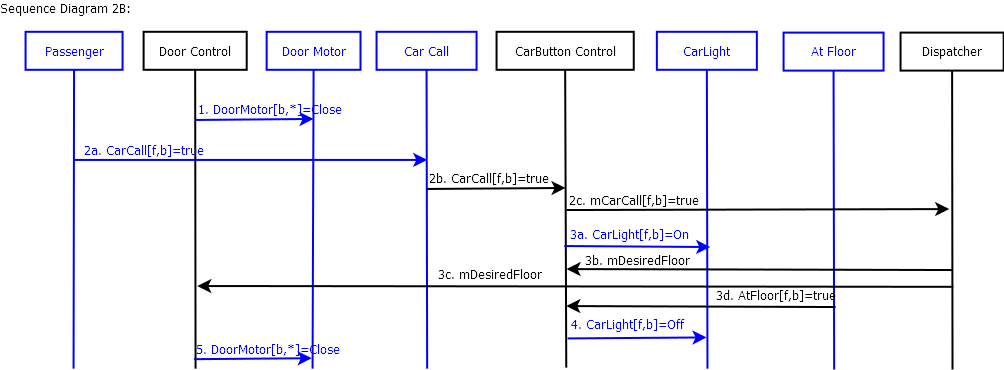 Sequence Diagram 2B:
Passenger
Door Control
Door Motor
Car Call
CarButton Control
CarLight
At Floor
Dispatcher
1. DoorMotor[b,*]=Close
2a. CarCall[f,b]=true
2b. CarCall[f,b]=true
2c. mCarCall[f,b]=true
3a. CarLight[f,b]=On
3b. mDesiredFloor
3c. mDesiredFloor
3d. AtFloor[f,b]=true
4. CarLight[f,b]=Off
5. DoorMotor[b,*]=Close